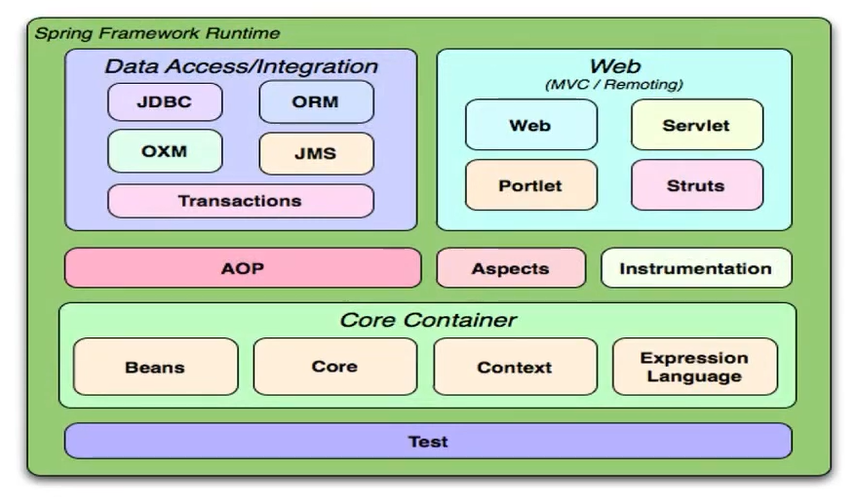 Spring Framework Runtime
Data Access/Integration
JDBC
ORM
OXM
JMS
Transactions
Web
(MVC / Remoting)
Web
Servlet
Portlet
Struts
AOP
Aspects
Instrumentation
Core Container
Beans
Core
Context
Expression
Language
Test